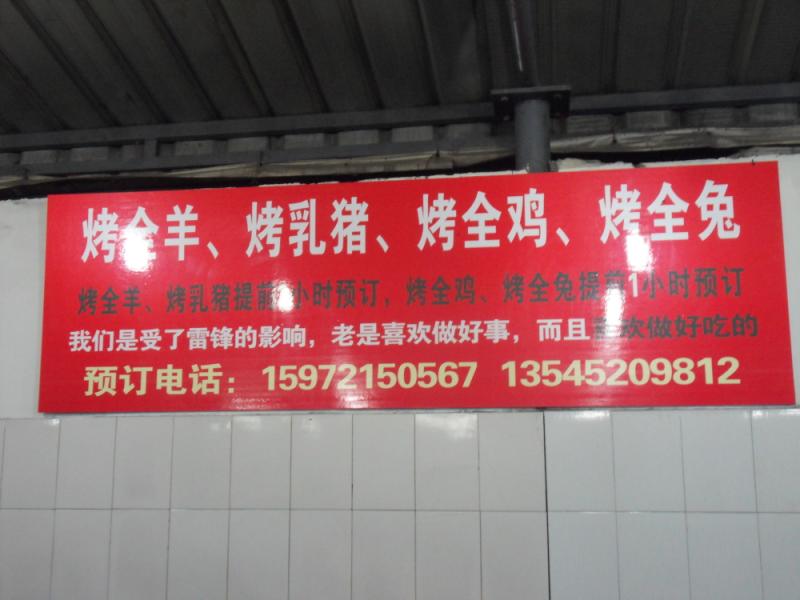 烤全羊、烤乳猪、烤全鸡、烤全兔
烤全羊、烤乳猪提前小时预订，烤全鸡、烤全兔提前1小时预订
我们是受了雷锋的影响，老是喜欢做好事，而且喜欢做好吃的
预订电话：15972150567 13545209812